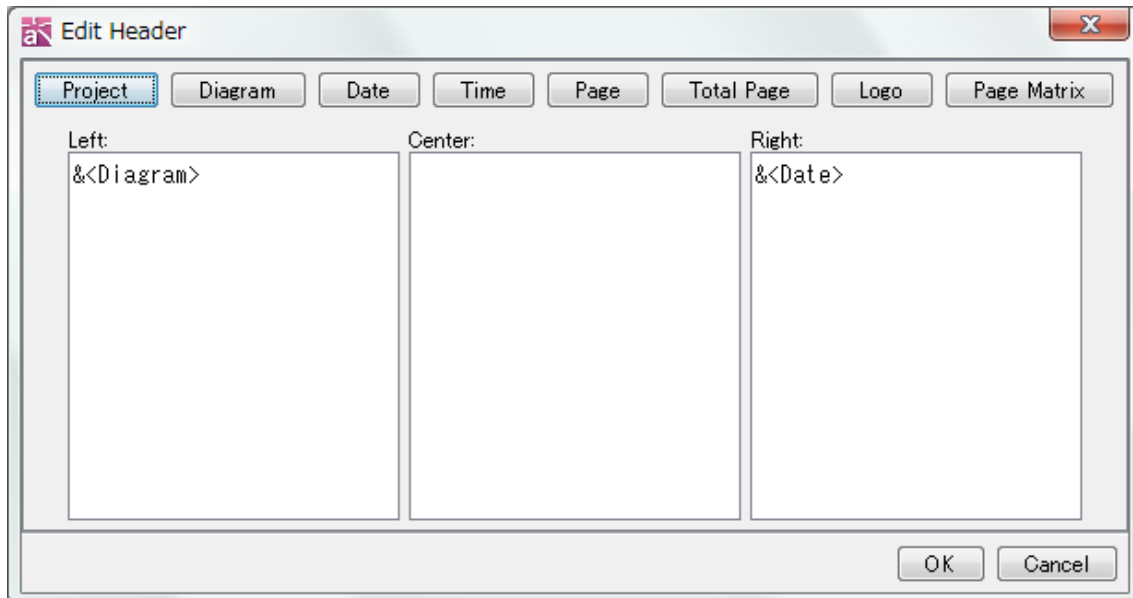 Edit Header
Project Diagram Date Time Page Total Page Logo Page Matrix
Left: Center: Right:
&<Diagram> &<Date>
OK Cancel